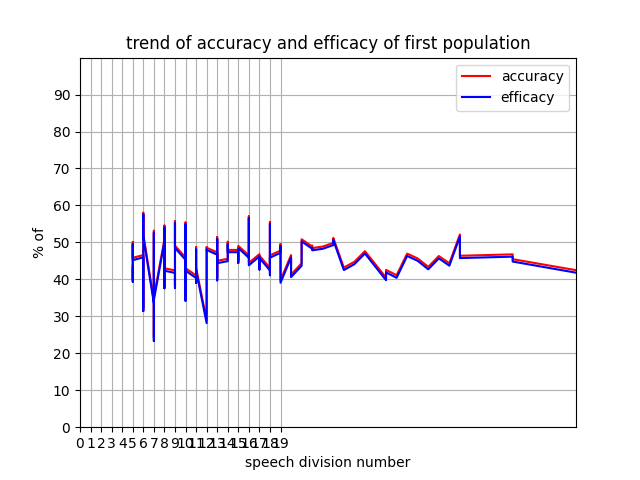 trend of accuracy and efficacy of first population
accuracy
efficacy
% of
90
80
70
60
50
40
30
20
10
0
0 1 2 3 4 5 6 7 8 9 10 11 12 13 14 15 16 17 18 19
speech division number